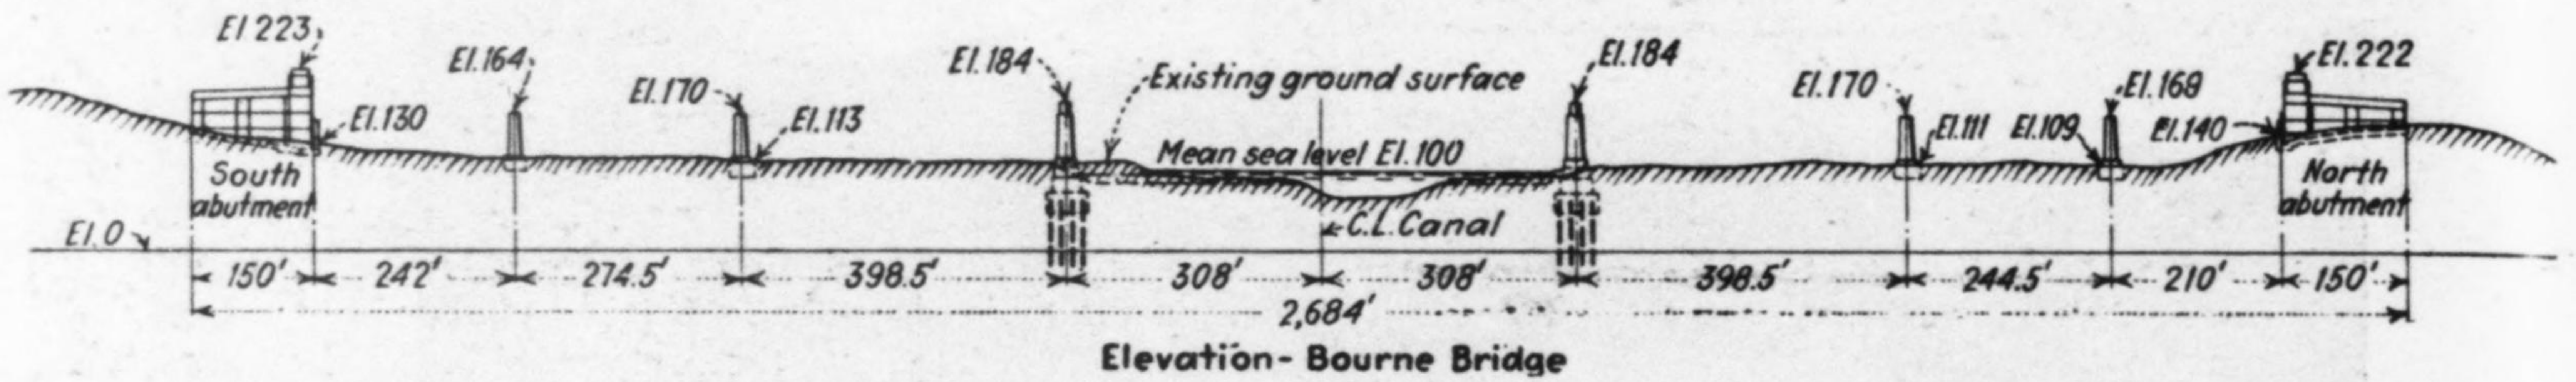 El 223
El.164
El.170
El.184
Existing ground surface
El.184
El.170
El.168
El.222
El.130
El.113
Mean sea level El.100
El.111
El.109
El.140
South
abutment
North
abutment
El.0
C.L. Canal
150' 242' 274.5' 398.5' 308' 308' 398.5' 244.5' 210' 150'
2,684'
Elevation - Bourne Bridge